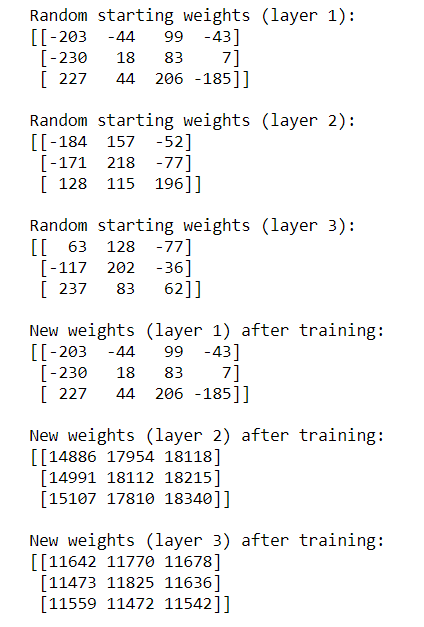 Random starting weights (layer 1):
[[-203  -44   99  -43]
 [-230   18   83    7]
 [ 227   44  206 -185]]

Random starting weights (layer 2):
[[-184  157  -52]
 [-171  218  -77]
 [ 128  115  196]]

Random starting weights (layer 3):
[[  63  128  -77]
 [-117  202  -36]
 [ 237   83   62]]

New weights (layer 1) after training:
[[-203  -44   99  -43]
 [-230   18   83    7]
 [ 227   44  206 -185]]

New weights (layer 2) after training:
[[14886 17954 18118]
 [14991 18112 18215]
 [15107 17810 18340]]

New weights (layer 3) after training:
[[11642 11770 11678]
 [11473 11825 11636]
 [11559 11472 11542]]